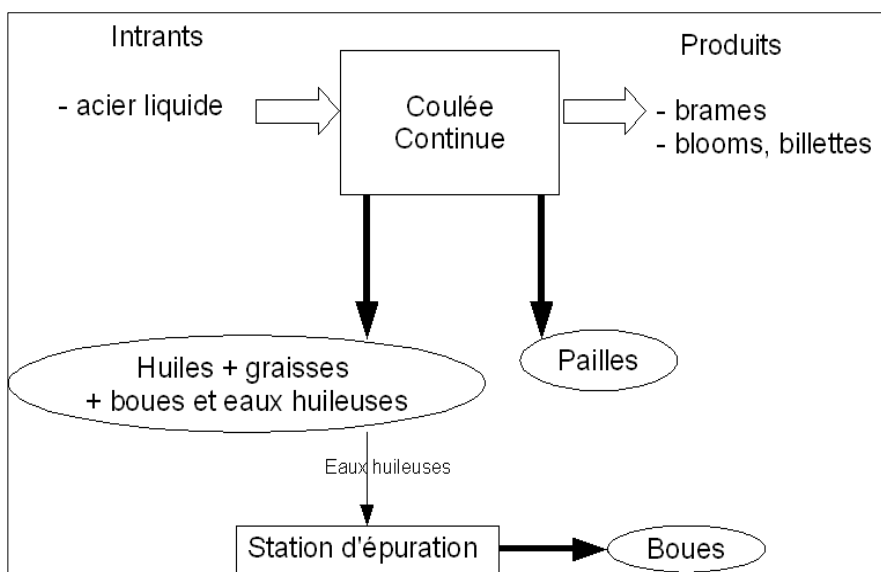 Intrants
Produits
- acier liquide
Coulée
Continue
- brames
- blooms, billettes
Huiles + graisses
+ boues et eaux huileuses
Pailles
Eaux huileuses
Station d'épuration
Boues